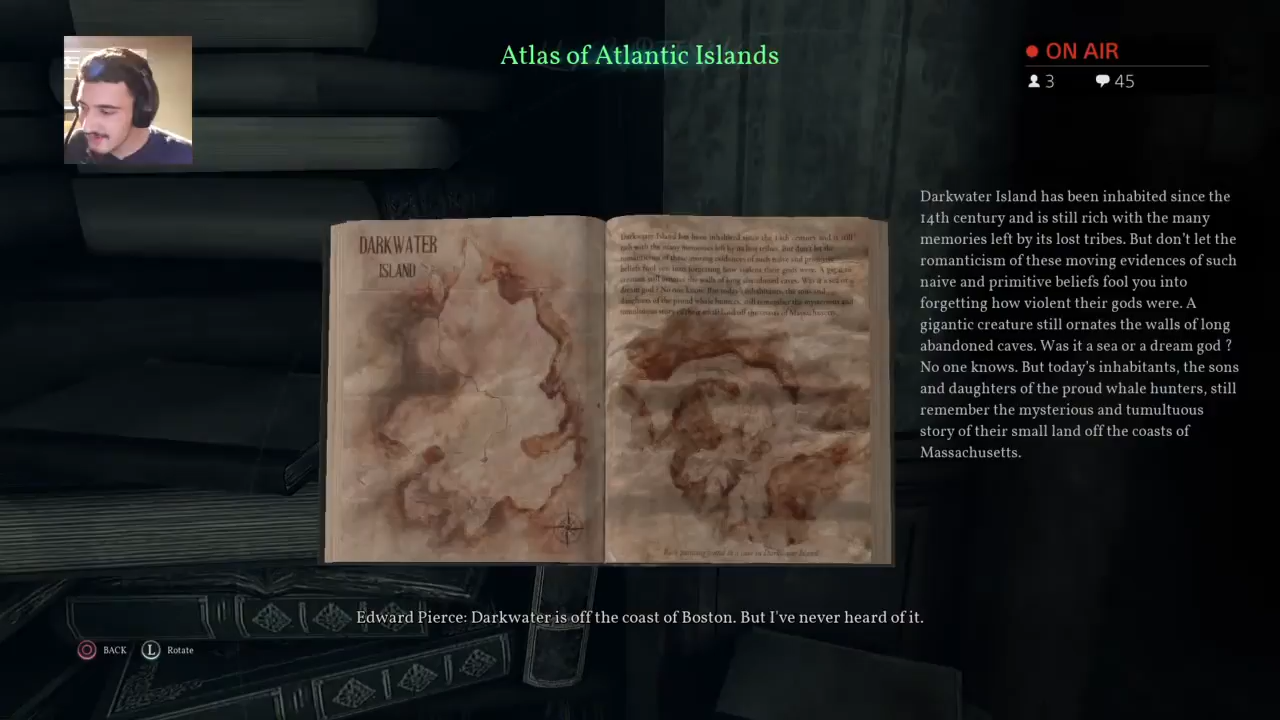 Atlas of Atlantic Islands
ON AIR
3
45
Darkwater Island has been inhabited since the
14th century and is still rich with the many
memories left by its lost tribes. But don't let the
romanticism of these moving evidences of such
naive and primitive beliefs fool you into
forgetting how violent their gods were. A
gigantic creature still ornates the walls of long
abandoned caves. Was it a sea or a dream god ?
No one knows. But today's inhabitants, the sons
and daughters of the proud whale hunters, still
remember the mysterious and tumultuous
story of their small land off the coasts of
Massachusetts.
DARKWATER
ISLAND
Edward Pierce: Darkwater is off the coast of Boston. But I've never heard of it.
BACK
L Rotate